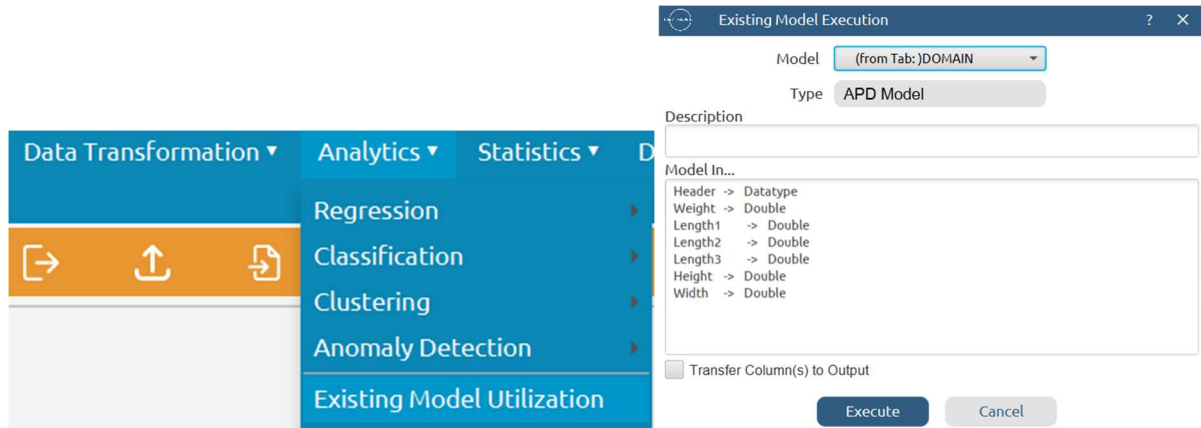 Data Transformation ▾ Analytics ▾ Statistics ▾ D
Regression
Classification
Clustering
Anomaly Detection
Existing Model Utilization
Existing Model Execution ? ×
Model (from Tab: )DOMAIN
Type APD Model
Description
Model In...
Header -> Datatype
Weight -> Double
Length1 -> Double
Length2 -> Double
Length3 -> Double
Height -> Double
Width -> Double
Transfer Column(s) to Output
Execute Cancel